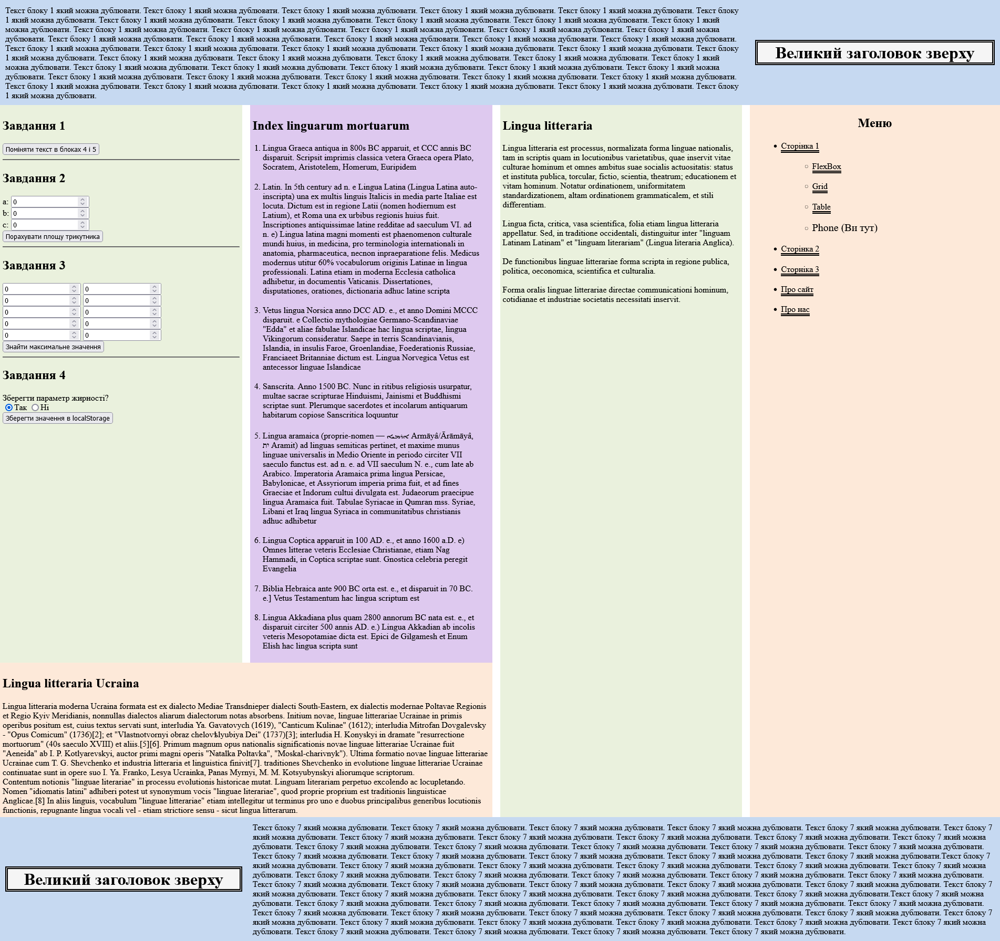 Текст блоку 1 який можна дублювати. Текст блоку 1 який можна дублювати. Текст блоку 1 який можна дублювати. Текст блоку 1 який можна дублювати. Текст блоку 1 який можна дублювати. Текст блоку
1 який можна дублювати. Текст блоку 1 який можна дублювати. Текст блоку 1 який можна дублювати. Текст блоку 1 який можна дублювати. Текст блоку 1 який можна дублювати. Текст блоку 1 який
можна дублювати. Текст блоку 1 який можна дублювати. Текст блоку 1 який можна дублювати. Текст блоку 1 який можна дублювати. Текст блоку 1 який можна дублювати. Текст блоку 1 який можна
дублювати. Текст блоку 1 який можна дублювати. Текст блоку 1 який можна дублювати. Текст блоку 1 який можна дублювати. Текст блоку 1 який можна дублювати. Текст блоку 1 який можна дублювати.
Текст блоку 1 який можна дублювати. Текст блоку 1 який можна дублювати. Текст блоку 1 який можна дублювати. Текст блоку 1 який можна дублювати. Текст блоку 1 який можна дублювати. Текст блоку
1 який можна дублювати. Текст блоку 1 який можна дублювати. Текст блоку 1 який можна дублювати. Текст блоку 1 який можна дублювати. Текст блоку 1 який можна дублювати. Текст блоку 1 який
можна дублювати. Текст блоку 1 який можна дублювати. Текст блоку 1 який можна дублювати. Текст блоку 1 який можна дублювати. Текст блоку 1 який можна дублювати. Текст блоку 1 який можна
дублювати. Текст блоку 1 який можна дублювати. Текст блоку 1 який можна дублювати. Текст блоку 1 який можна дублювати. Текст блоку 1 який можна дублювати. Текст блоку 1 який можна дублювати.
Текст блоку 1 який можна дублювати. Текст блоку 1 який можна дублювати. Текст блоку 1 який можна дублювати. Текст блоку 1 який можна дублювати. Текст блоку 1 який можна дублювати. Текст блоку
1 який можна дублювати.
Великий заголовок зверху
Завдання 1
Поміняти текст в блоках 4 і 5
Завдання 2
a: 0
b: 0
c: 0
Порахувати площу трикутника
Завдання 3
0 0
0 0
0 0
0 0
0 0
Знайти максимальне значення
Завдання 4
Зберегти параметр жирності?
Так Ні
Зберегти значення в localStorage
Index linguarum mortuarum
1. Lingua Graeca antiqua in 800s BC apparuit, et CCC annis BC
disparuit. Scripsit imprimis classica vetera Graeca opera Plato,
Socratem, Aristotelem, Homerum, Euripidem
2. Latin. In 5th century ad n. e Lingua Latina (Lingua Latina auto-
inscripta) una ex multis linguis Italicis in media parte Italiae est
locuta. Dictum est in regione Latii (nomen hodiernum est
Latium), et Roma una ex urbibus regionis huius fuit.
Inscriptiones antiquissimae latine redditae ad saeculum VI. ad
n. e) Lingua latina magni momenti est phaenomenon culturale
mundi huius, in medicina, pro terminologia internationali in
anatomia, pharmaceutica, necnon inpraeparatione felis. Medicus
modernus utitur 60% vocabulorum originis Latinae in lingua
professionali. Latina etiam in moderna Ecclesia catholica
adhibetur, in documentis Vaticanis. Dissertationes,
disputationes, orationes, dictionaria adhuc latine scripta
3. Vetus lingua Norsica anno DCC AD. e., et anno Domini MCCC
disparuit. e Collectio mythologiae Germano-Scandinaviae
"Edda" et aliae fabulae Islandicae hac lingua scriptae, lingua
Vikingorum consideratur. Saepe in terris Scandinavianis,
Islandia, in insulis Faroe, Groenlandiae, Foederationis Russiae,
Franciaeet Britanniae dictum est. Lingua Norvegica Vetus est
antecessor linguae Islandicae
4. Sanscrita. Anno 1500 BC. Nunc in ritibus religiosis usurpatur,
multae sacrae scripturae Hinduismi, Jainismi et Buddhismi
scriptae sunt. Plerumque sacerdotes et incolarum antiquarum
habitarum copiose Sanscritica loquuntur
5. Lingua aramaica (proprie-nomen — ܐܪܡܝܐ Armāyâ/Ārāmāyâ,
ית Aramit) ad linguas semiticas pertinet, et maxime munus
linguae universalis in Medio Oriente in periodo circiter VII
saeculo functus est. ad n. e. ad VII saeculum N. e., cum late ab
Arabico. Imperatoria Aramaica prima lingua Persicae,
Babylonicae, et Assyriorum imperia prima fuit, et ad fines
Graeciae et Indorum cultui divulgata est. Judaeorum praecipue
lingua Aramaica fuit. Tabulae Syriacae in Qumran mss. Syriae,
Libani et Iraq lingua Syriaca in communitatibus christianis
adhuc adhibetur
6. Lingua Coptica apparuit in 100 AD. e., et anno 1600 a.D. e)
Omnes litterae veteris Ecclesiae Christianae, etiam Nag
Hammadi, in Coptica scriptae sunt. Gnostica celebria peregit
Evangelia
7. Biblia Hebraica ante 900 BC orta est. e., et disparuit in 70 BC.
e.] Vetus Testamentum hac lingua scriptum est
8. Lingua Akkadiana plus quam 2800 annorum BC nata est. e., et
disparuit circiter 500 annis AD. e.) Lingua Akkadian ab incolis
veteris Mesopotamiae dicta est. Epici de Gilgamesh et Enum
Elish hac lingua scripta sunt
Lingua litteraria
Lingua litteraria est processus, normalizata forma linguae nationalis,
tam in scriptis quam in locutionibus varietatibus, quae inservit vitae
culturae hominum et omnes ambitus suae socialis actuositatis: status
et instituta publica, torcular, fictio, scientia, theatrum; educationem et
vitam hominum. Notatur ordinationem, uniformitatem
standardizationem, altam ordinationem grammaticalem, et stili
differentiam.
Lingua ficta, critica, vasa scientifica, folia etiam lingua litteraria
appellatur. Sed, in traditione occidentali, distinguitur inter "linguam
Latinam Latinam" et "linguam literariam" (Lingua literaria Anglica).
De functionibus linguae litterariae forma scripta in regione publica,
politica, oeconomica, scientifica et culturalia.
Forma oralis linguae litterariae directae communicationi hominum,
cotidianae et industriae societatis necessitati inservit.
Меню
Сторінка 1
FlexBox
Grid
Table
Phone (Ви тут)
Сторінка 2
Сторніка 3
Про сайт
Про нас
Lingua litteraria Ucraina
Lingua litteraria moderna Ucraina formata est ex dialecto Mediae Transdnieper dialecti South-Eastern, ex dialectis modernae Poltavae Regionis
et Regio Kyiv Meridianis, nonnullas dialectos aliarum dialectorum notas absorbens. Initium novae, linguae litterariae Ucrainae in primis
operibus positum est, cuius textus servati sunt, interludia Ya. Gavatovych (1619), "Canticum Kulinae" (1612); interludia Mitrofan Dovgalevsky
- "Opus Comicum" (1736)[2]; et "Vlastnotvornyi obraz chelovѣlyubiya Dei" (1737)[3]; interludia H. Konyskyi in dramate "resurrectione
mortuorum" (40s saeculo XVIII) et aliis.[5][6]. Primum magnum opus nationalis significationis novae linguae litterariae Ucrainae fuit
"Aeneida" ab I. P. Kotlyarevskyi, auctor primi magni operis "Natalka Poltavka", "Moskal-charivnyk"). Ultima formatio novae linguae litterariae
Ucrainae cum T. G. Shevchenko et industria litteraria et linguistica finivit[7]. traditiones Shevchenko in evolutione linguae litterariae Ucrainae
continuatae sunt in opere suo I. Ya. Franko, Lesya Ucrainka, Panas Myrnyi, M. M. Kotsyubynskyi aliorumque scriptorum.
Contentum notionis "linguae literariae" in processu evolutionis historicae mutat. Linguam literariam perpetuo excolendo ac locupletando.
Nomen "idiomatis latini" adhiberi potest ut synonymum vocis "linguae literariae", quod proprie proprium est traditionis linguisticae
Anglicae.[8] In aliis linguis, vocabulum "linguae litterariae" etiam intellegitur ut terminus pro uno e duobus principalibus generibus locutionis
functionis, repugnante lingua vocali vel - etiam strictiore sensu - sicut lingua litterarum.
Великий заголовок зверху
Текст блоку 7 який можна дублювати. Текст блоку 7 який можна дублювати. Текст блоку 7 який можна дублювати. Текст блоку 7 який можна дублювати. Текст блоку 7 який можна дублювати. Текст блоку 7
який можна дублювати. Текст блоку 7 який можна дублювати. Текст блоку 7 який можна дублювати. Текст блоку 7 який можна дублювати. Текст блоку 7 який можна дублювати. Текст блоку 7 який можна
дублювати. Текст блоку 7 який можна дублювати. Текст блоку 7 який можна дублювати. Текст блоку 7 який можна дублювати. Текст блоку 7 який можна дублювати. Текст блоку 7 який можна дублювати.
Текст блоку 7 який можна дублювати. Текст блоку 7 який можна дублювати. Текст блоку 7 який можна дублювати. Текст блоку 7 який можна дублювати. Текст блоку 7 який можна дублювати.Текст блоку 7
який можна дублювати. Текст блоку 7 який можна дублювати. Текст блоку 7 який можна дублювати. Текст блоку 7 який можна дублювати. Текст блоку 7 який можна дублювати. Текст блоку 7 який можна
дублювати. Текст блоку 7 який можна дублювати. Текст блоку 7 який можна дублювати. Текст блоку 7 який можна дублювати. Текст блоку 7 який можна дублювати. Текст блоку 7 який можна дублювати.
Текст блоку 7 який можна дублювати. Текст блоку 7 який можна дублювати. Текст блоку 7 який можна дублювати. Текст блоку 7 який можна дублювати. Текст блоку 7 який можна дублювати. Текст блоку 7
який можна дублювати. Текст блоку 7 який можна дублювати. Текст блоку 7 який можна дублювати. Текст блоку 7 який можна дублювати. Текст блоку 7 який можна дублювати.Текст блоку 7 який можна
дублювати. Текст блоку 7 який можна дублювати. Текст блоку 7 який можна дублювати. Текст блоку 7 який можна дублювати. Текст блоку 7 який можна дублювати. Текст блоку 7 який можна дублювати.
Текст блоку 7 який можна дублювати. Текст блоку 7 який можна дублювати. Текст блоку 7 який можна дублювати. Текст блоку 7 який можна дублювати. Текст блоку 7 який можна дублювати. Текст блоку 7
який можна дублювати. Текст блоку 7 який можна дублювати. Текст блоку 7 який можна дублювати. Текст блоку 7 який можна дублювати. Текст блоку 7 який можна дублювати. Текст блоку 7 який можна
дублювати. Текст блоку 7 який можна дублювати. Текст блоку 7 який можна дублювати. Текст блоку 7 який можна дублювати. Текст блоку 7 який можна дублювати.